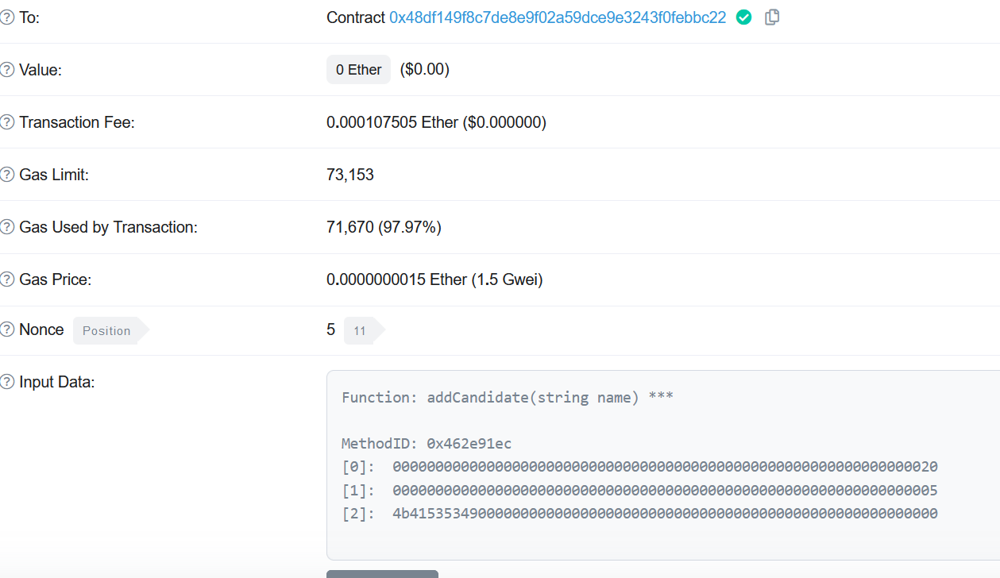 To: Contract 0x48df149f8c7de8e9f02a59dce9e3243f0febbc22
Value: 0 Ether ($0.00)
Transaction Fee: 0.000107505 Ether ($0.000000)
Gas Limit: 73,153
Gas Used by Transaction: 71,670 (97.97%)
Gas Price: 0.0000000015 Ether (1.5 Gwei)
Nonce Position 5 11
Input Data:
Function: addCandidate(string name) ***
MethodID: 0x462e91ec
[0]: 0000000000000000000000000000000000000000000000000000000000000020
[1]: 0000000000000000000000000000000000000000000000000000000000000005
[2]: 4b41535349000000000000000000000000000000000000000000000000000000